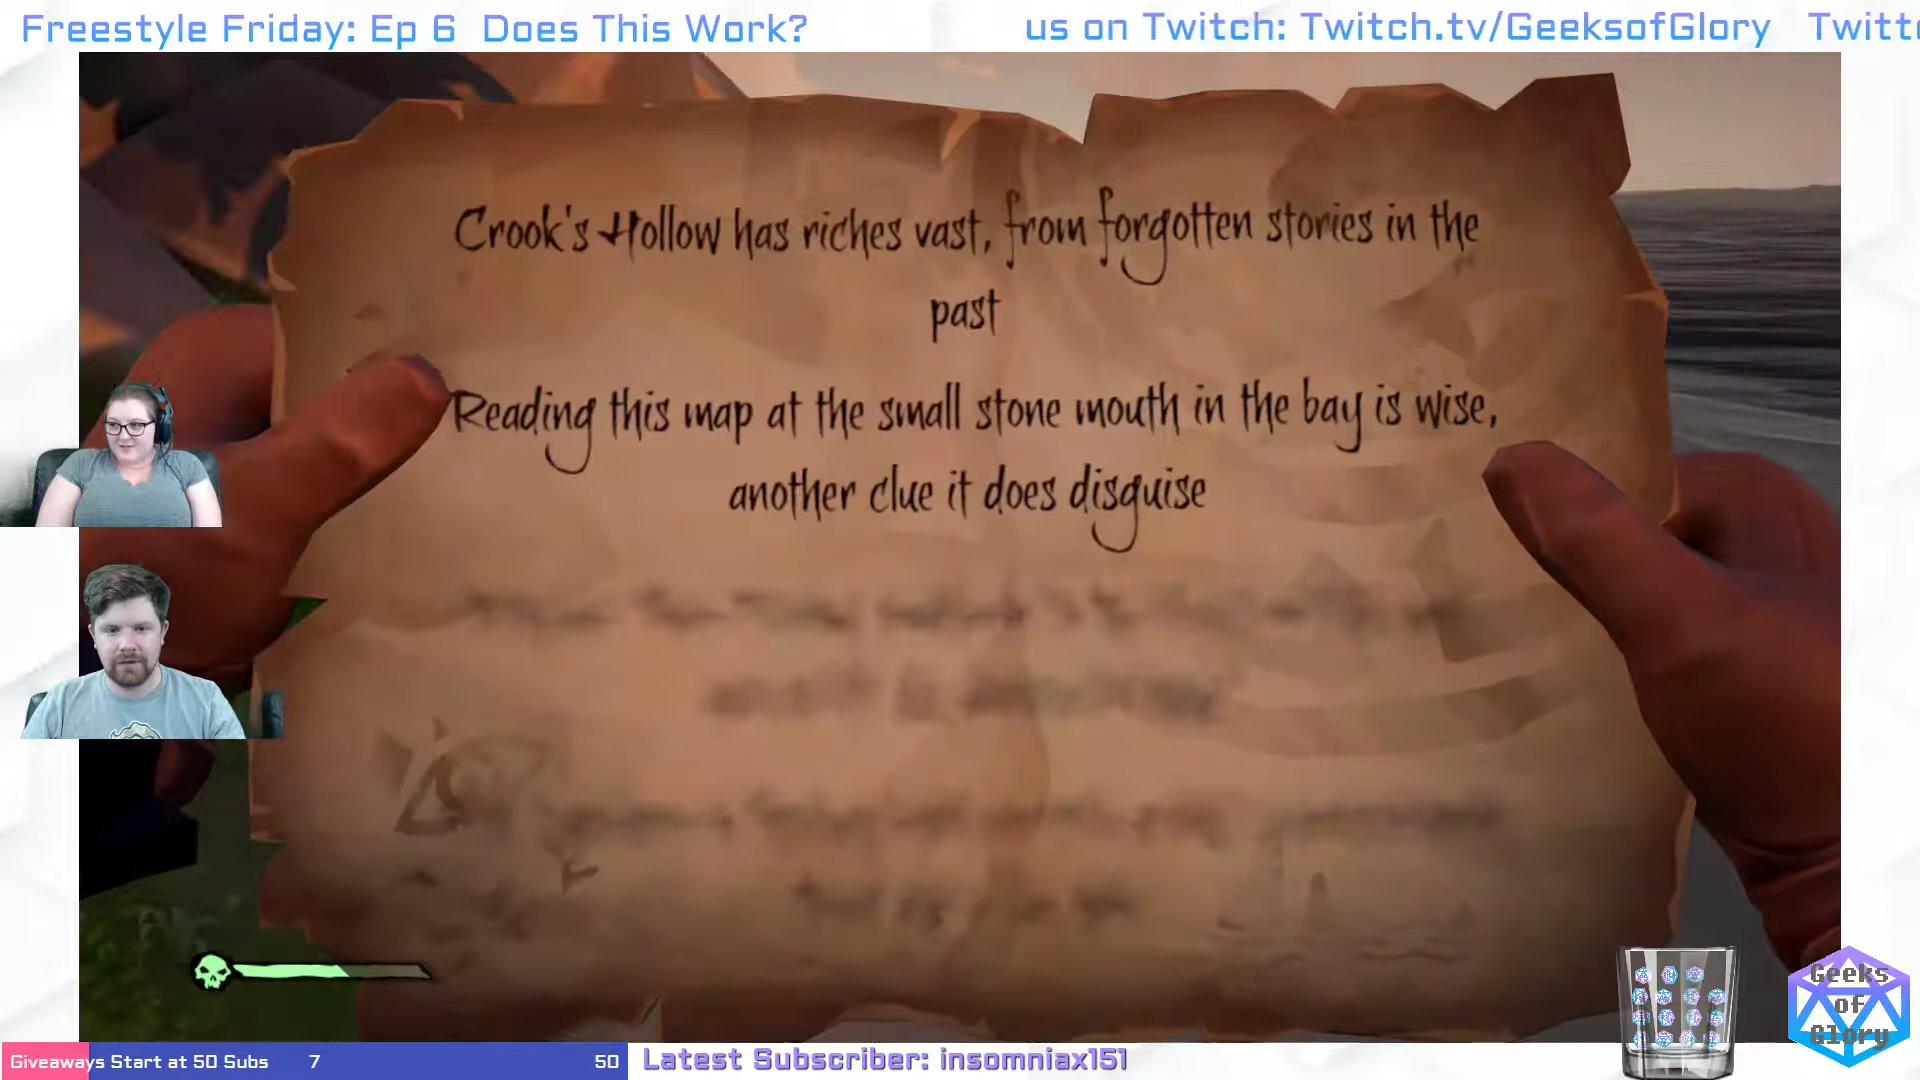 Freestyle Friday: Ep 6 Does This Work?
us on Twitch: Twitch.tv/GeeksofGlory
Crook's Hollow has riches vast, from forgotten stories in the
past
Reading this map at the small stone mouth in the bay is wise,
another clue it does disguise
Giveaways Start at 50 Subs 7 50
Latest Subscriber: insomniax151
Geeks
of
Glory